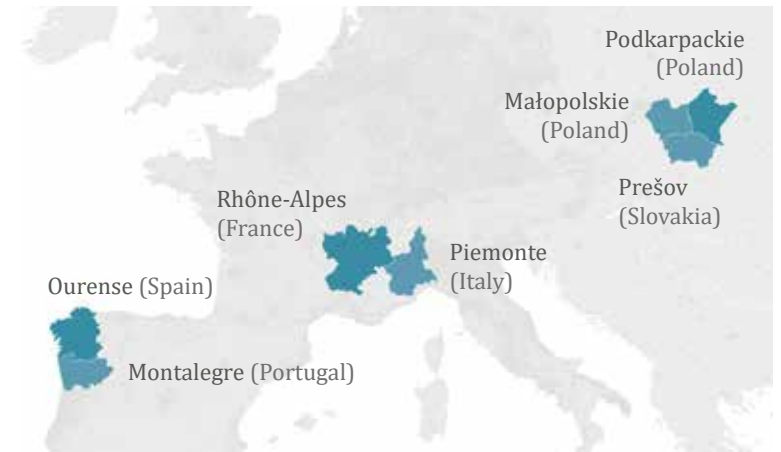 Podkarpackie
(Poland)
Małopolskie
(Poland)
Prešov
(Slovakia)
Rhône-Alpes
(France)
Piemonte
(Italy)
Ourense (Spain)
Montalegre (Portugal)